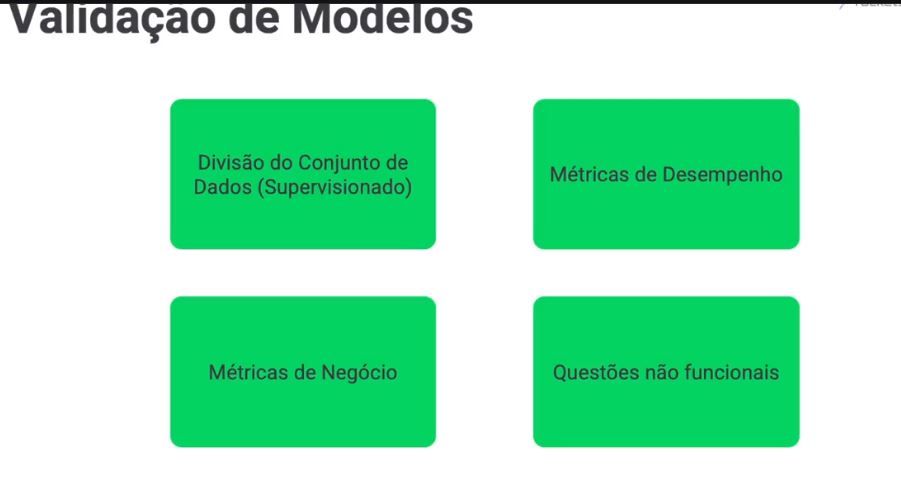 Validação de Modelos
Divisão do Conjunto de
Dados (Supervisionado)
Métricas de Desempenho
Métricas de Negócio
Questões não funcionais